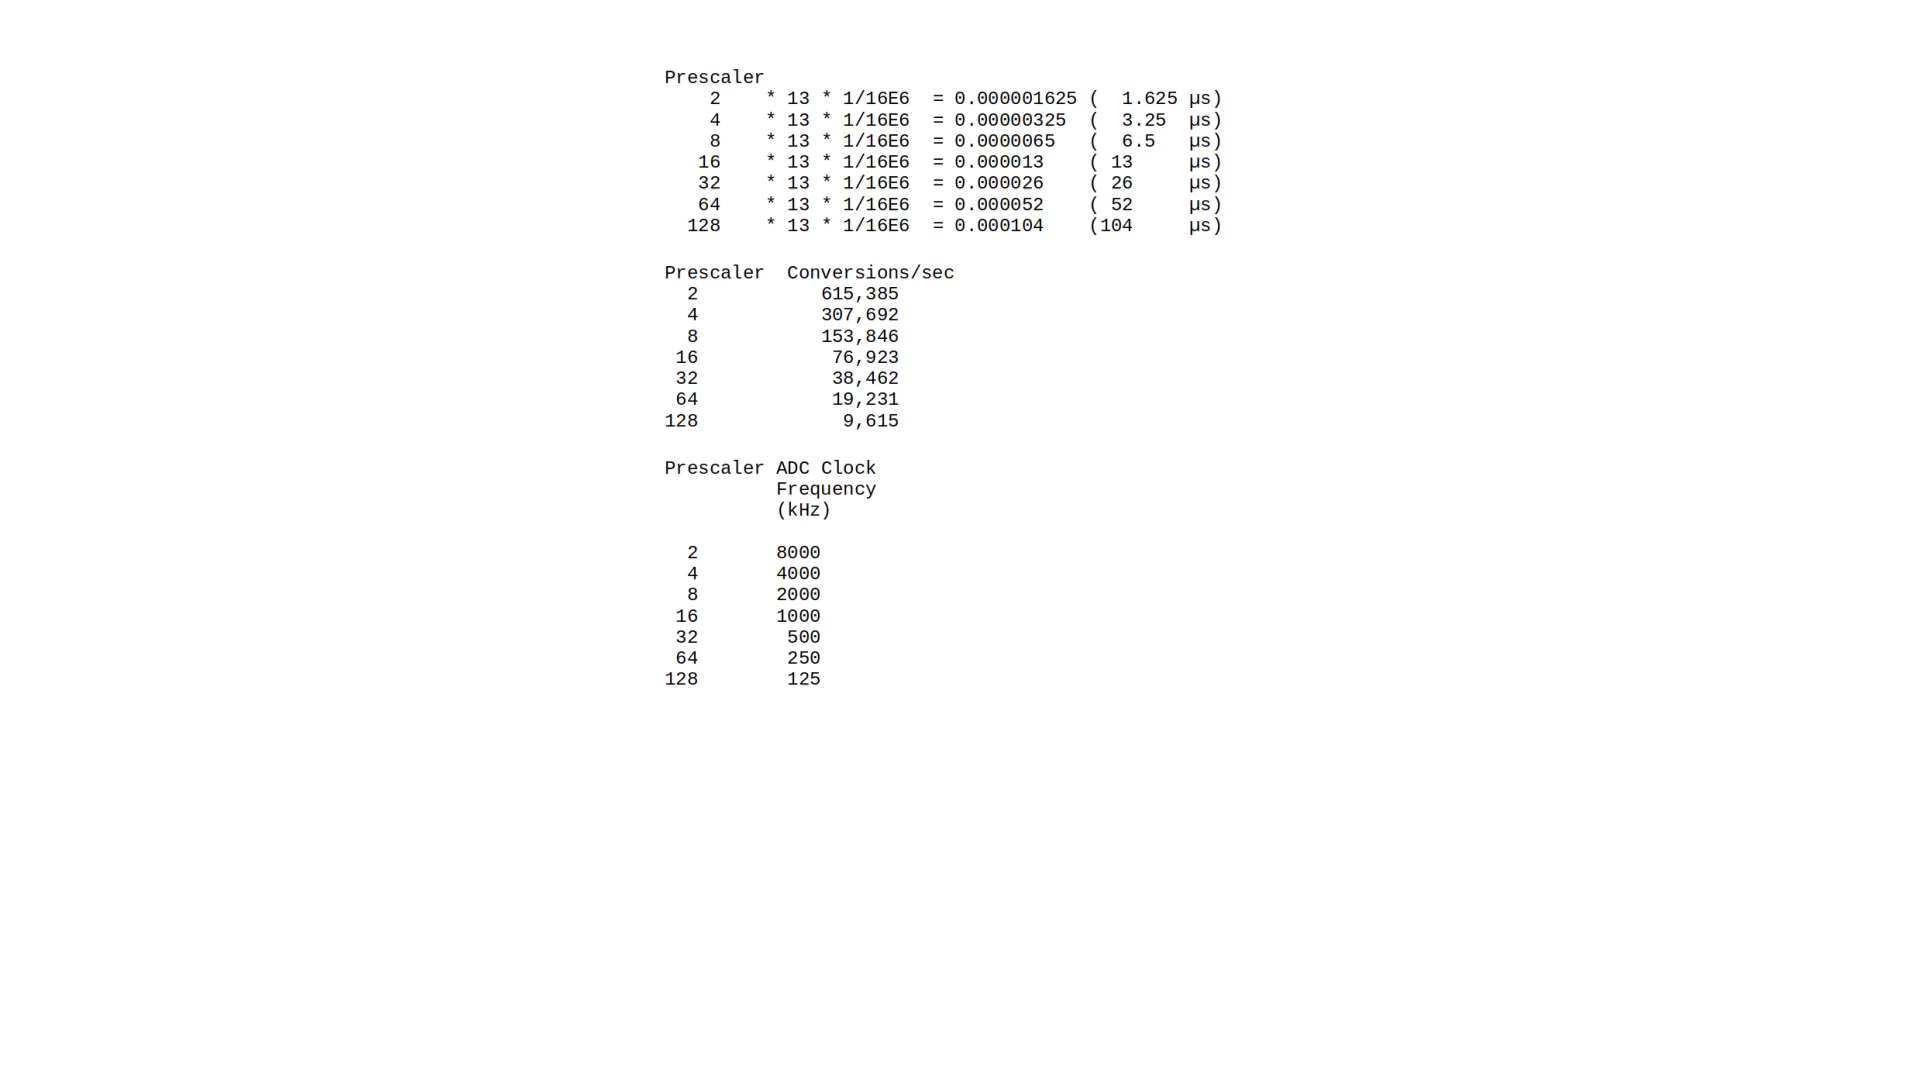 Prescaler
    2    * 13 * 1/16E6  = 0.000001625 (  1.625 µs)
    4    * 13 * 1/16E6  = 0.00000325  (  3.25  µs)
    8    * 13 * 1/16E6  = 0.0000065   (  6.5   µs)
   16    * 13 * 1/16E6  = 0.000013    ( 13     µs)
   32    * 13 * 1/16E6  = 0.000026    ( 26     µs)
   64    * 13 * 1/16E6  = 0.000052    ( 52     µs)
  128    * 13 * 1/16E6  = 0.000104    (104     µs)
Prescaler  Conversions/sec
  2           615,385
  4           307,692
  8           153,846
 16            76,923
 32            38,462
 64            19,231
128             9,615
Prescaler ADC Clock
          Frequency
          (kHz)
  2       8000
  4       4000
  8       2000
 16       1000
 32        500
 64        250
128        125